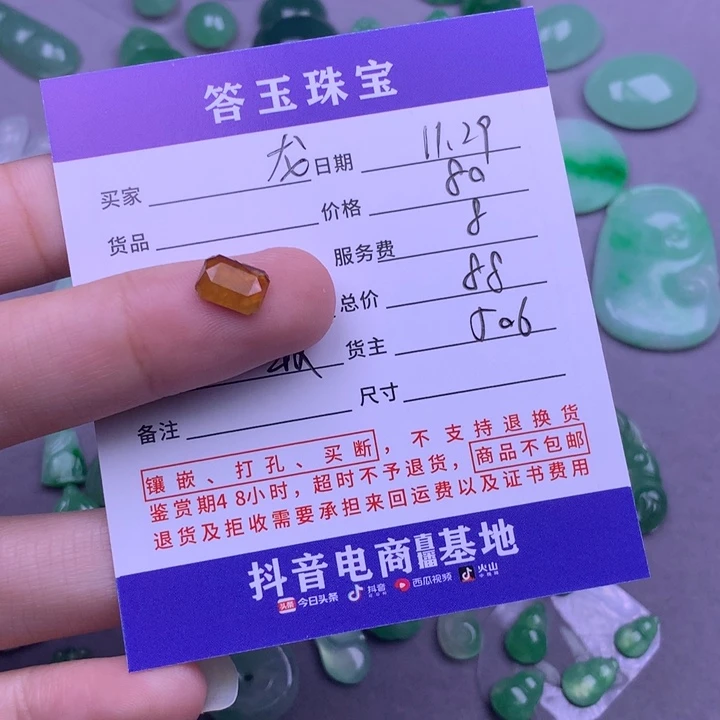 答玉珠宝
买家 龙 日期 11.29
货品 价格 80
服务费 8
总价 88
货主 506
备注 尺寸
镶嵌、打孔、买断，不支持退换货
鉴赏期48小时，超时不予退货，商品不包邮
退货及拒收需要承担来回运费以及证书费用
抖音电商直播基地
头条 今日头条 抖音 西瓜视频 火山